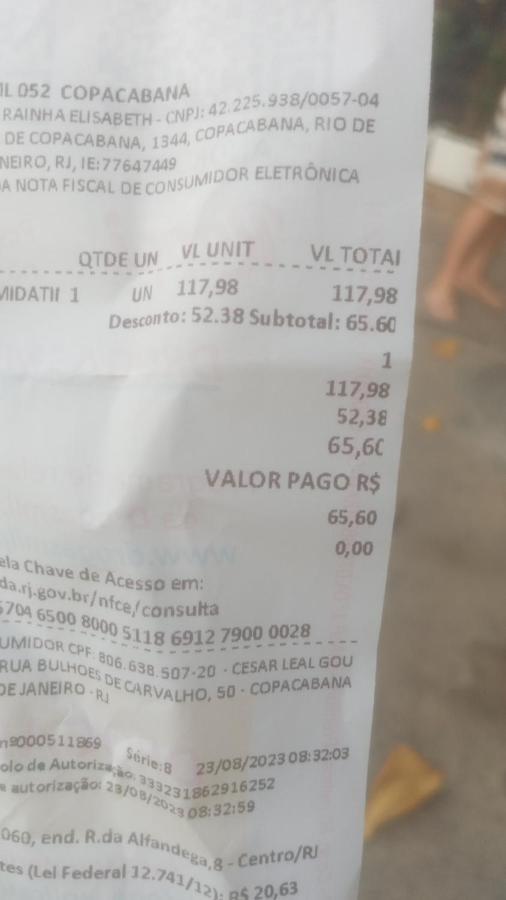 IL 052 COPACABANA
RAINHA ELISABETH - CNPJ: 42.225.938/0057-04
DE COPACABANA, 1344, COPACABANA, RIO DE
NEIRO, RJ, IE:77647449
A NOTA FISCAL DE CONSUMIDOR ELETRÔNICA
QTDE UN VL UNIT VL TOTAI
MIDATII 1 UN 117,98 117,98
Desconto: 52.38 Subtotal: 65.60
1
117,98
52,38
65,60
VALOR PAGO R$
65,60
0,00
ela Chave de Acesso em:
da.rj.gov.br/nfce/consulta
5704 6500 8000 5118 6912 7900 0028
UMIDOR CPF: 806.638.507-20 - CESAR LEAL GOU
RUA BULHOES DE CARVALHO, 50 - COPACABANA
DE JANEIRO - RJ
nº000511869 Série:8 23/08/2023 08:32:03
olo de Autorização: 333231862916252
e autorização: 23/08/2023 08:32:59
060, end. R.da Alfandega,8 - Centro/RJ
tes (Lei Federal 12.741/12): R$ 20,63